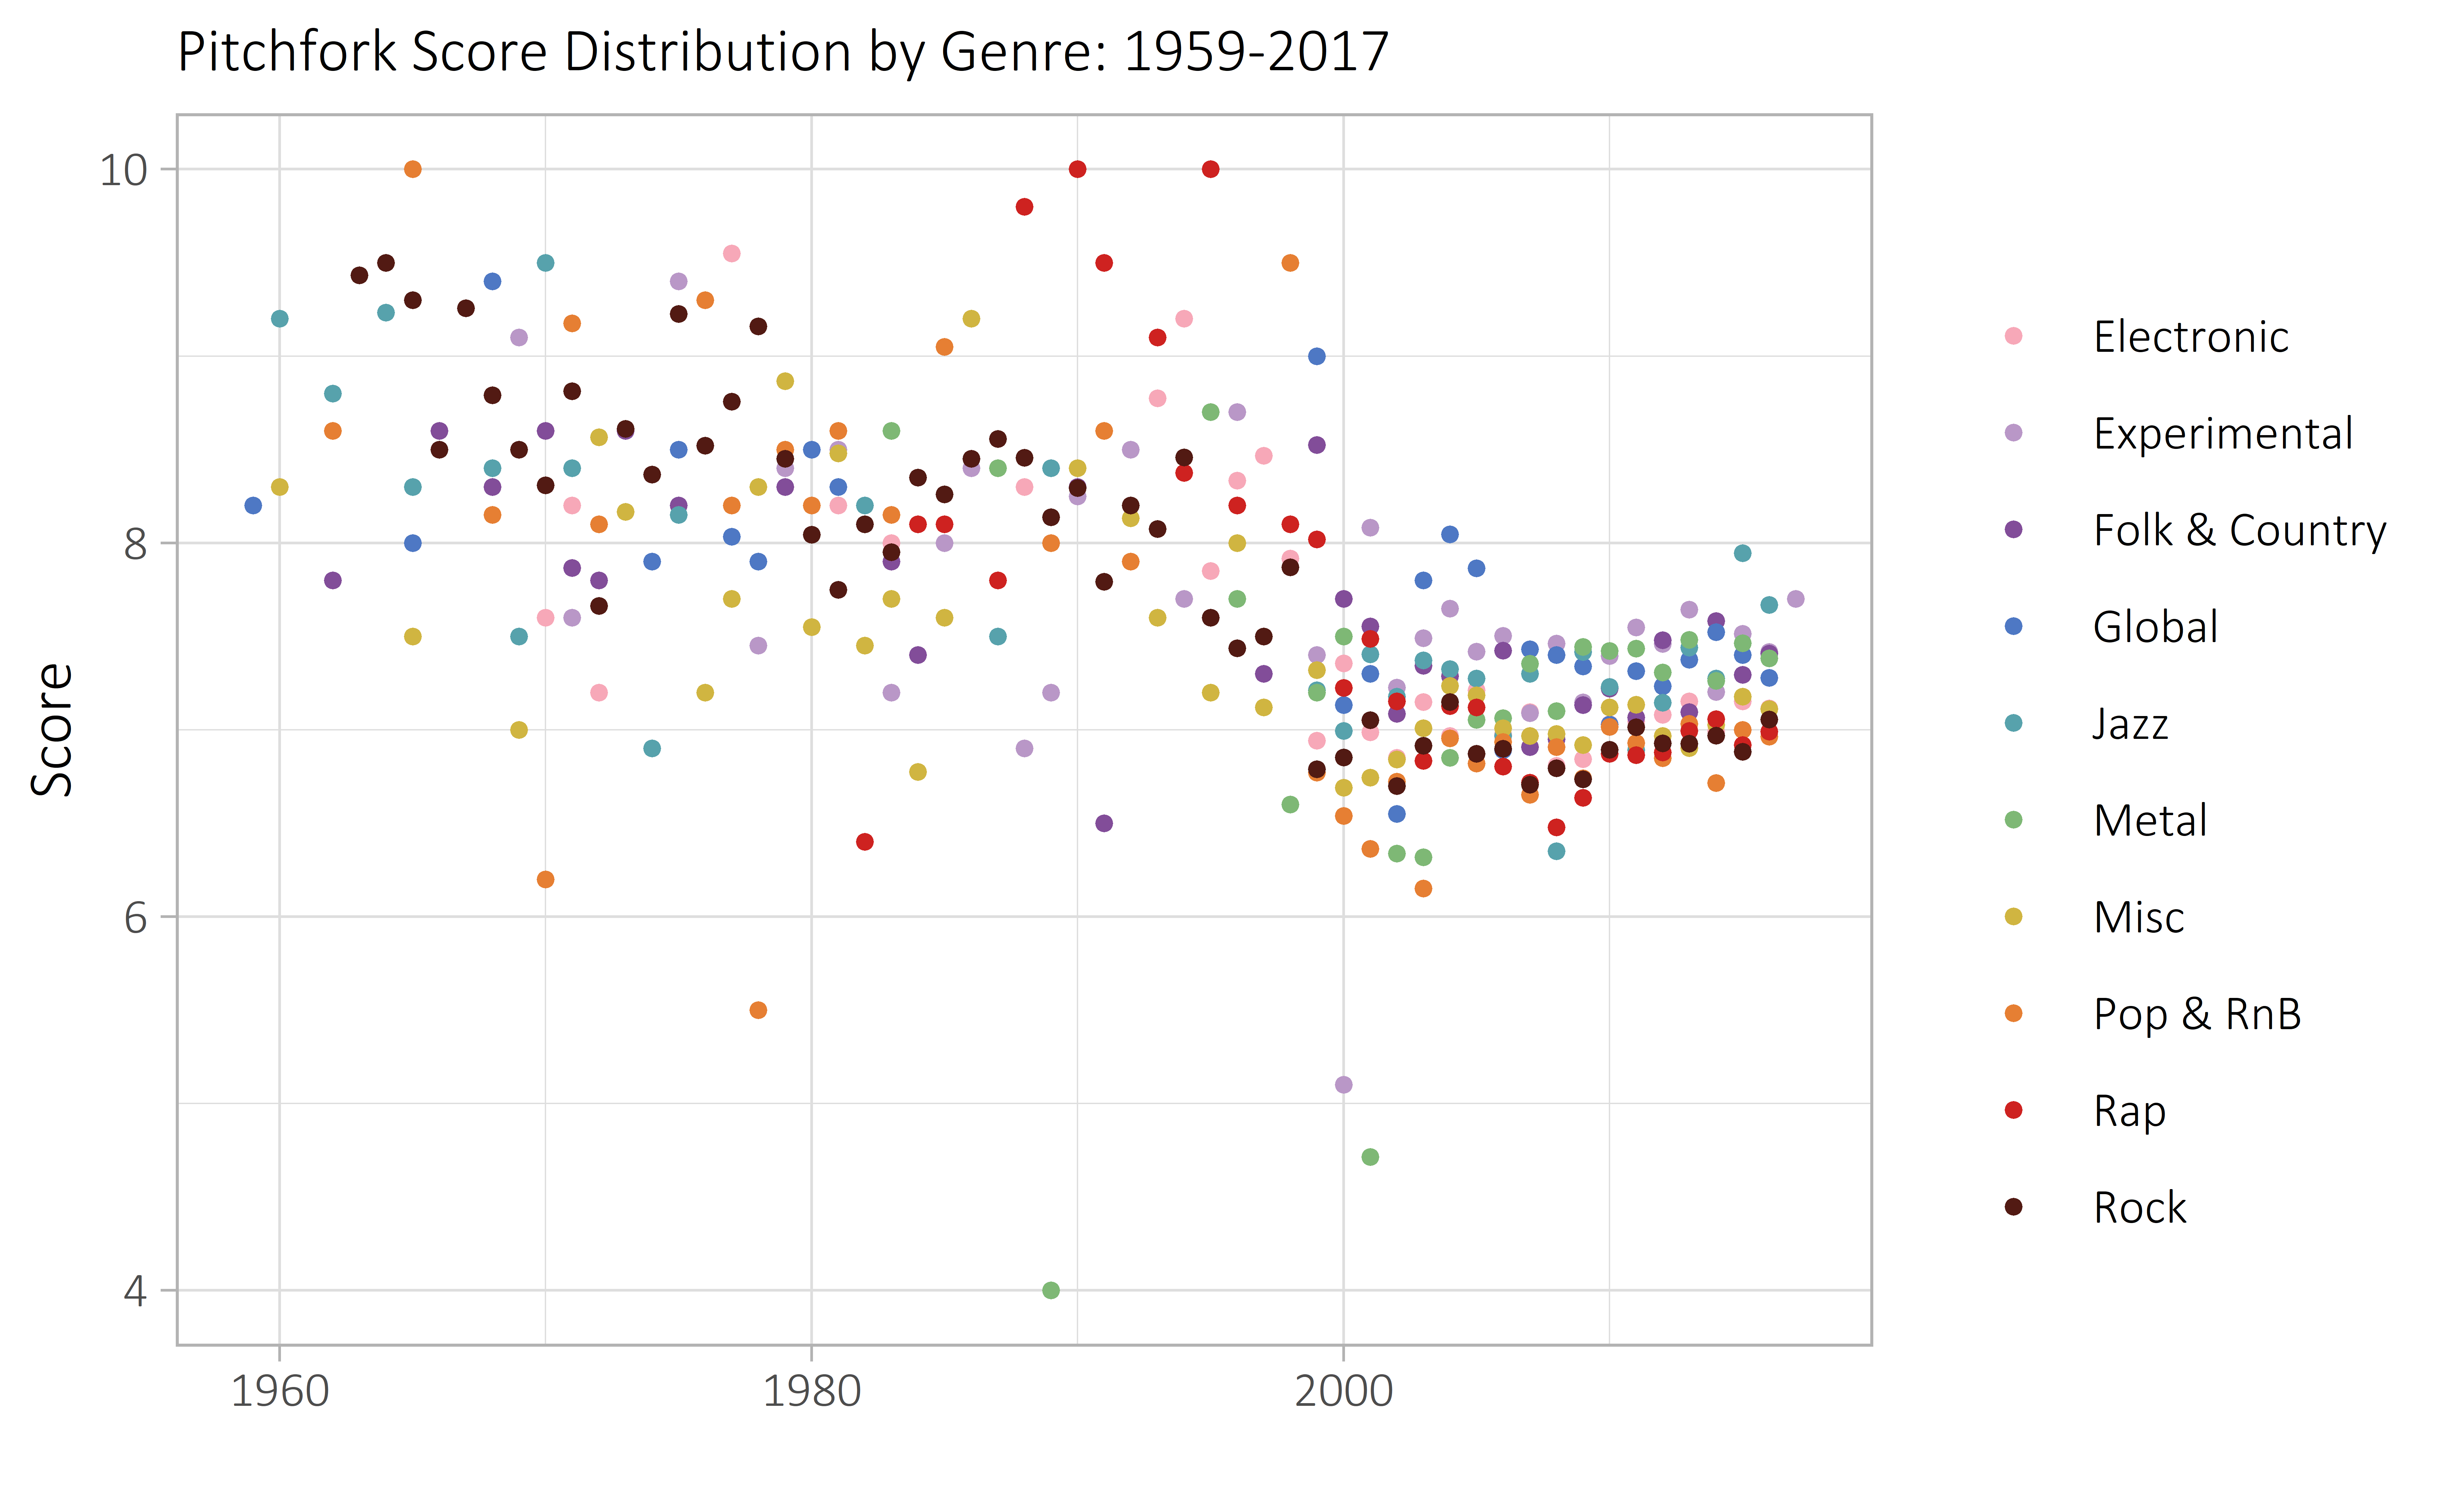 Pitchfork Score Distribution by Genre: 1959-2017
Score
10
8
6
4
1960
1980
2000
Electronic
Experimental
Folk & Country
Global
Jazz
Metal
Misc
Pop & RnB
Rap
Rock